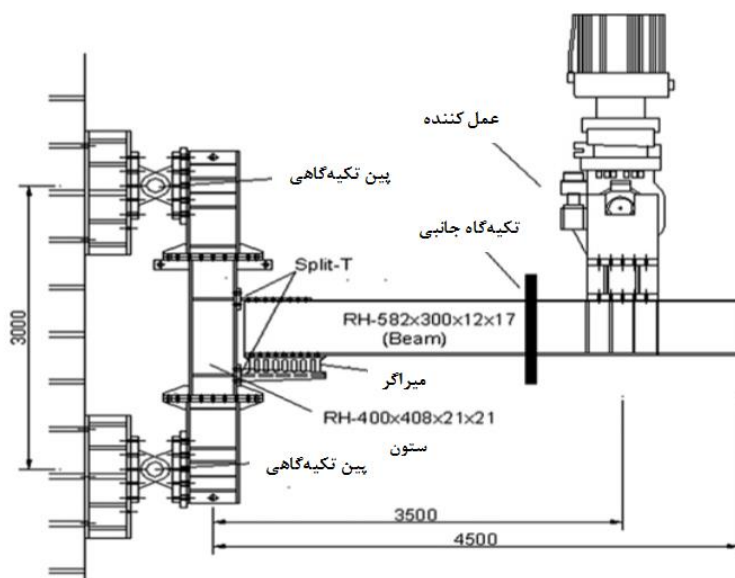 عمل کننده
پین تکیه‌گاهی
تکیه‌گاه جانبی
Split-T
3000
RH-582x300x12x17
(Beam)
میراگر
RH-400x408x21x21
ستون
پین تکیه‌گاهی
3500
4500